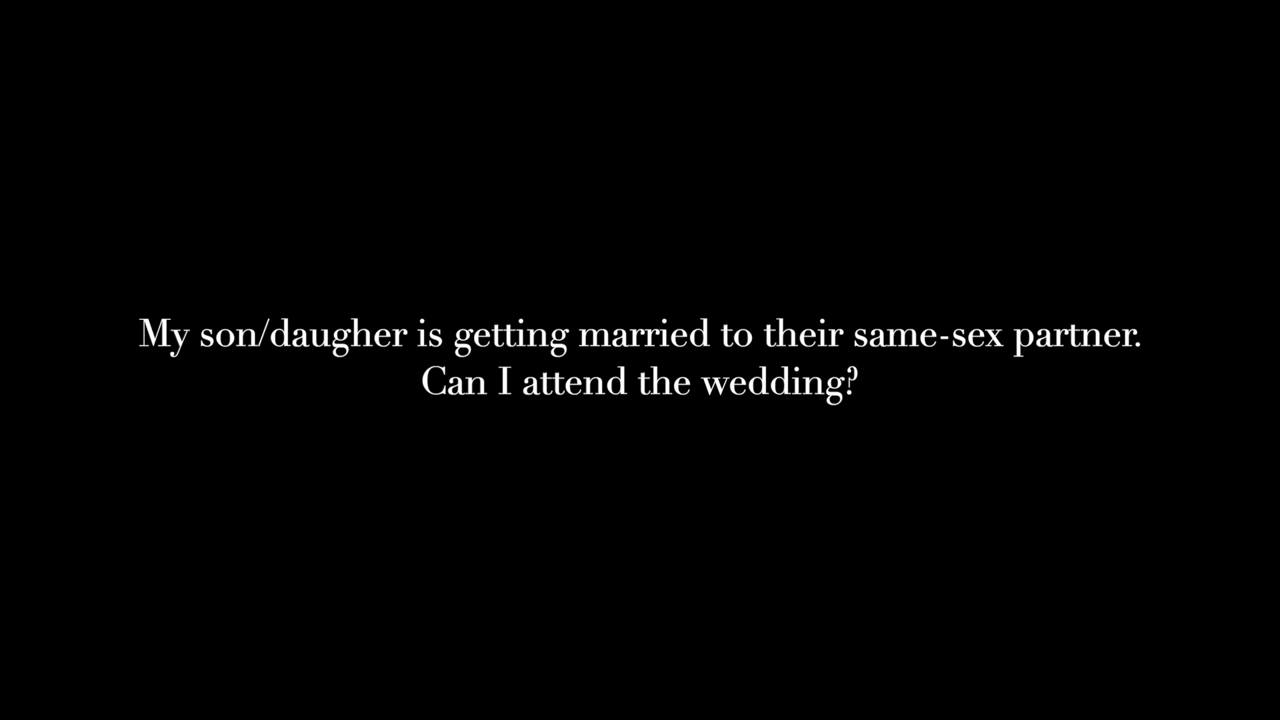 My son/daugher is getting married to their same-sex partner.
Can I attend the wedding?